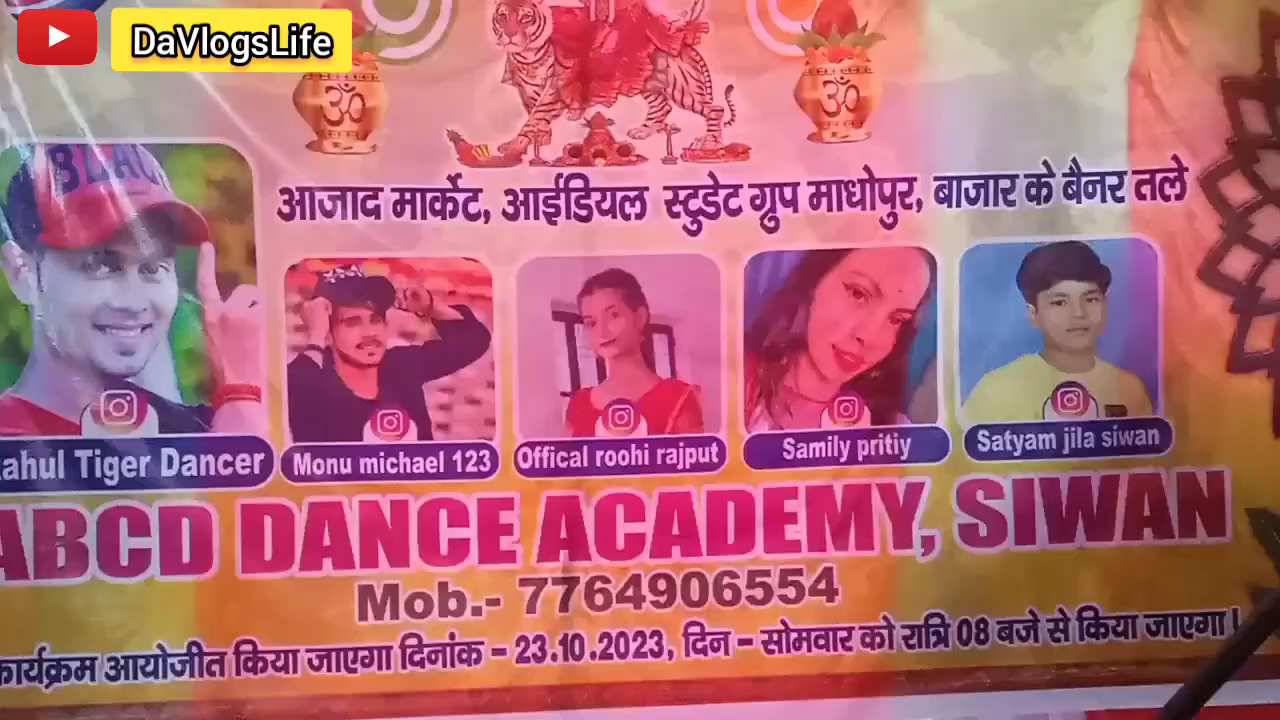 DaVlogsLife
ॐ ॐ
BLAC
आजाद मार्केट, आईडियल स्टुडेट ग्रुप माधोपुर, बाजार के बैनर तले
ahul Tiger Dancer
Monu michael 123
Offical roohi rajput
Samily pritiy
Satyam jila siwan
ABCD DANCE ACADEMY, SIWAN
Mob.- 7764906554
कार्यक्रम आयोजीत किया जाएगा दिनांक - 23.10.2023, दिन - सोमवार को रात्रि 08 बजे से किया जाएगा।